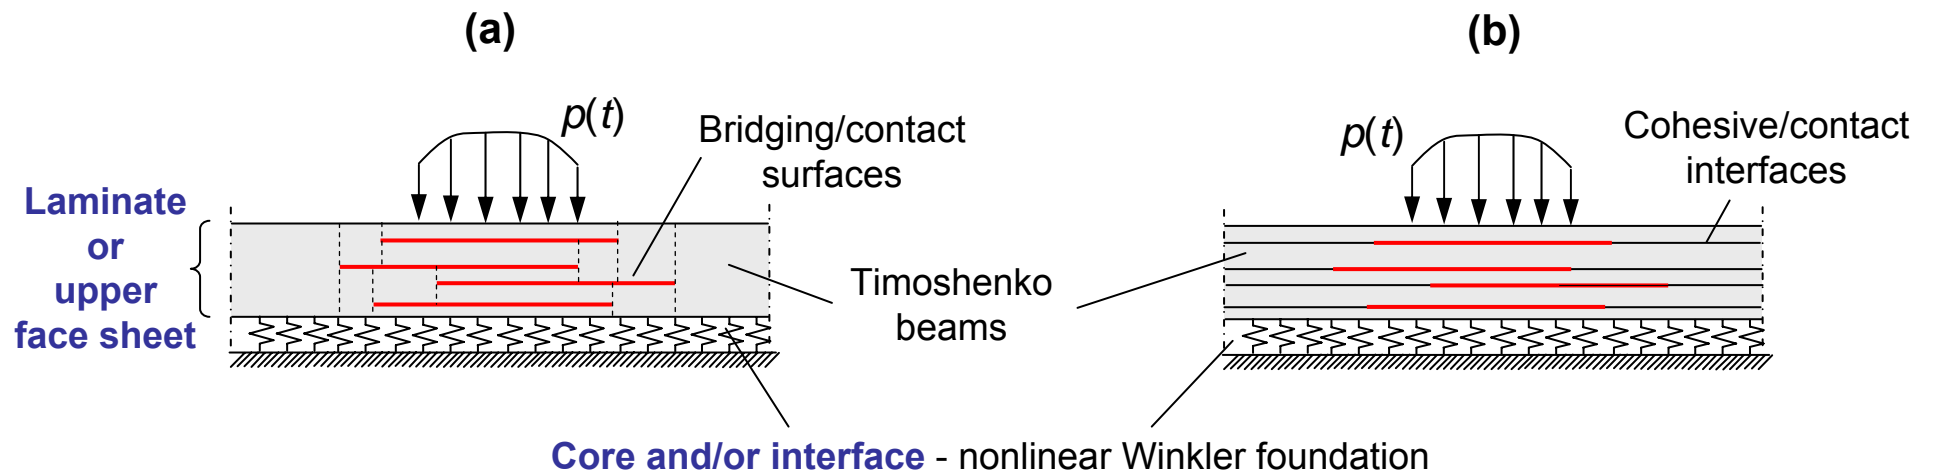 (a)
(b)
p(t)
Bridging/contact
surfaces
p(t)
Cohesive/contact
interfaces
Laminate
or
upper
face sheet
Timoshenko
beams
Core and/or interface - nonlinear Winkler foundation